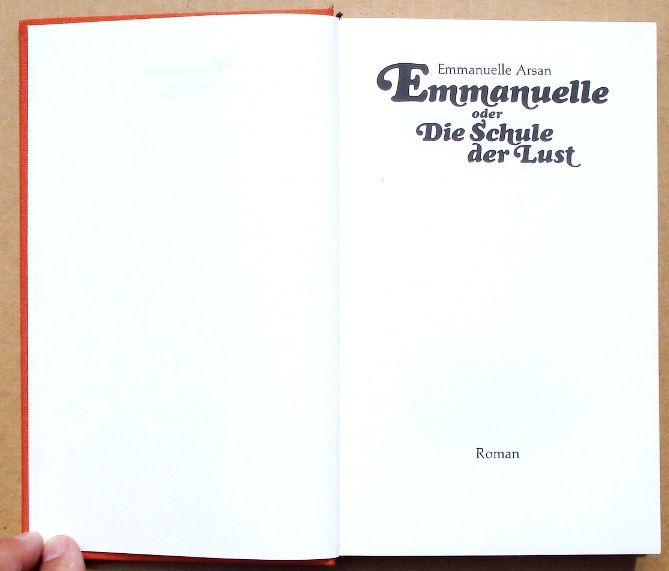 Emmanuelle Arsan
Emmanuelle
oder
Die Schule
der Lust
Roman